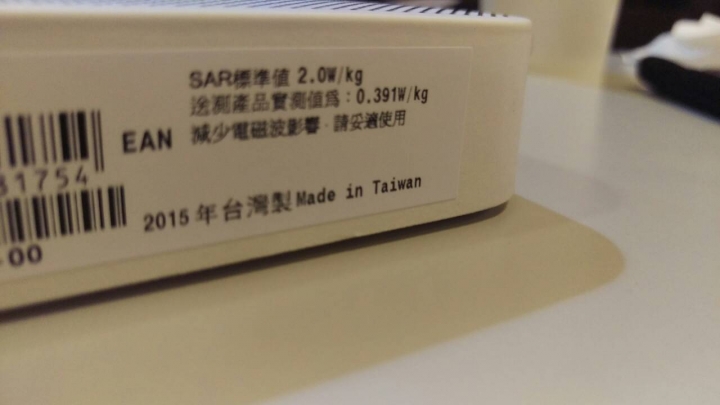 SAR標準值 2.0W/kg
送測產品實測值為：0.391W/kg
減少電磁波影響，請妥適使用
EAN
81754
-00
2015 年台灣製 Made in Taiwan